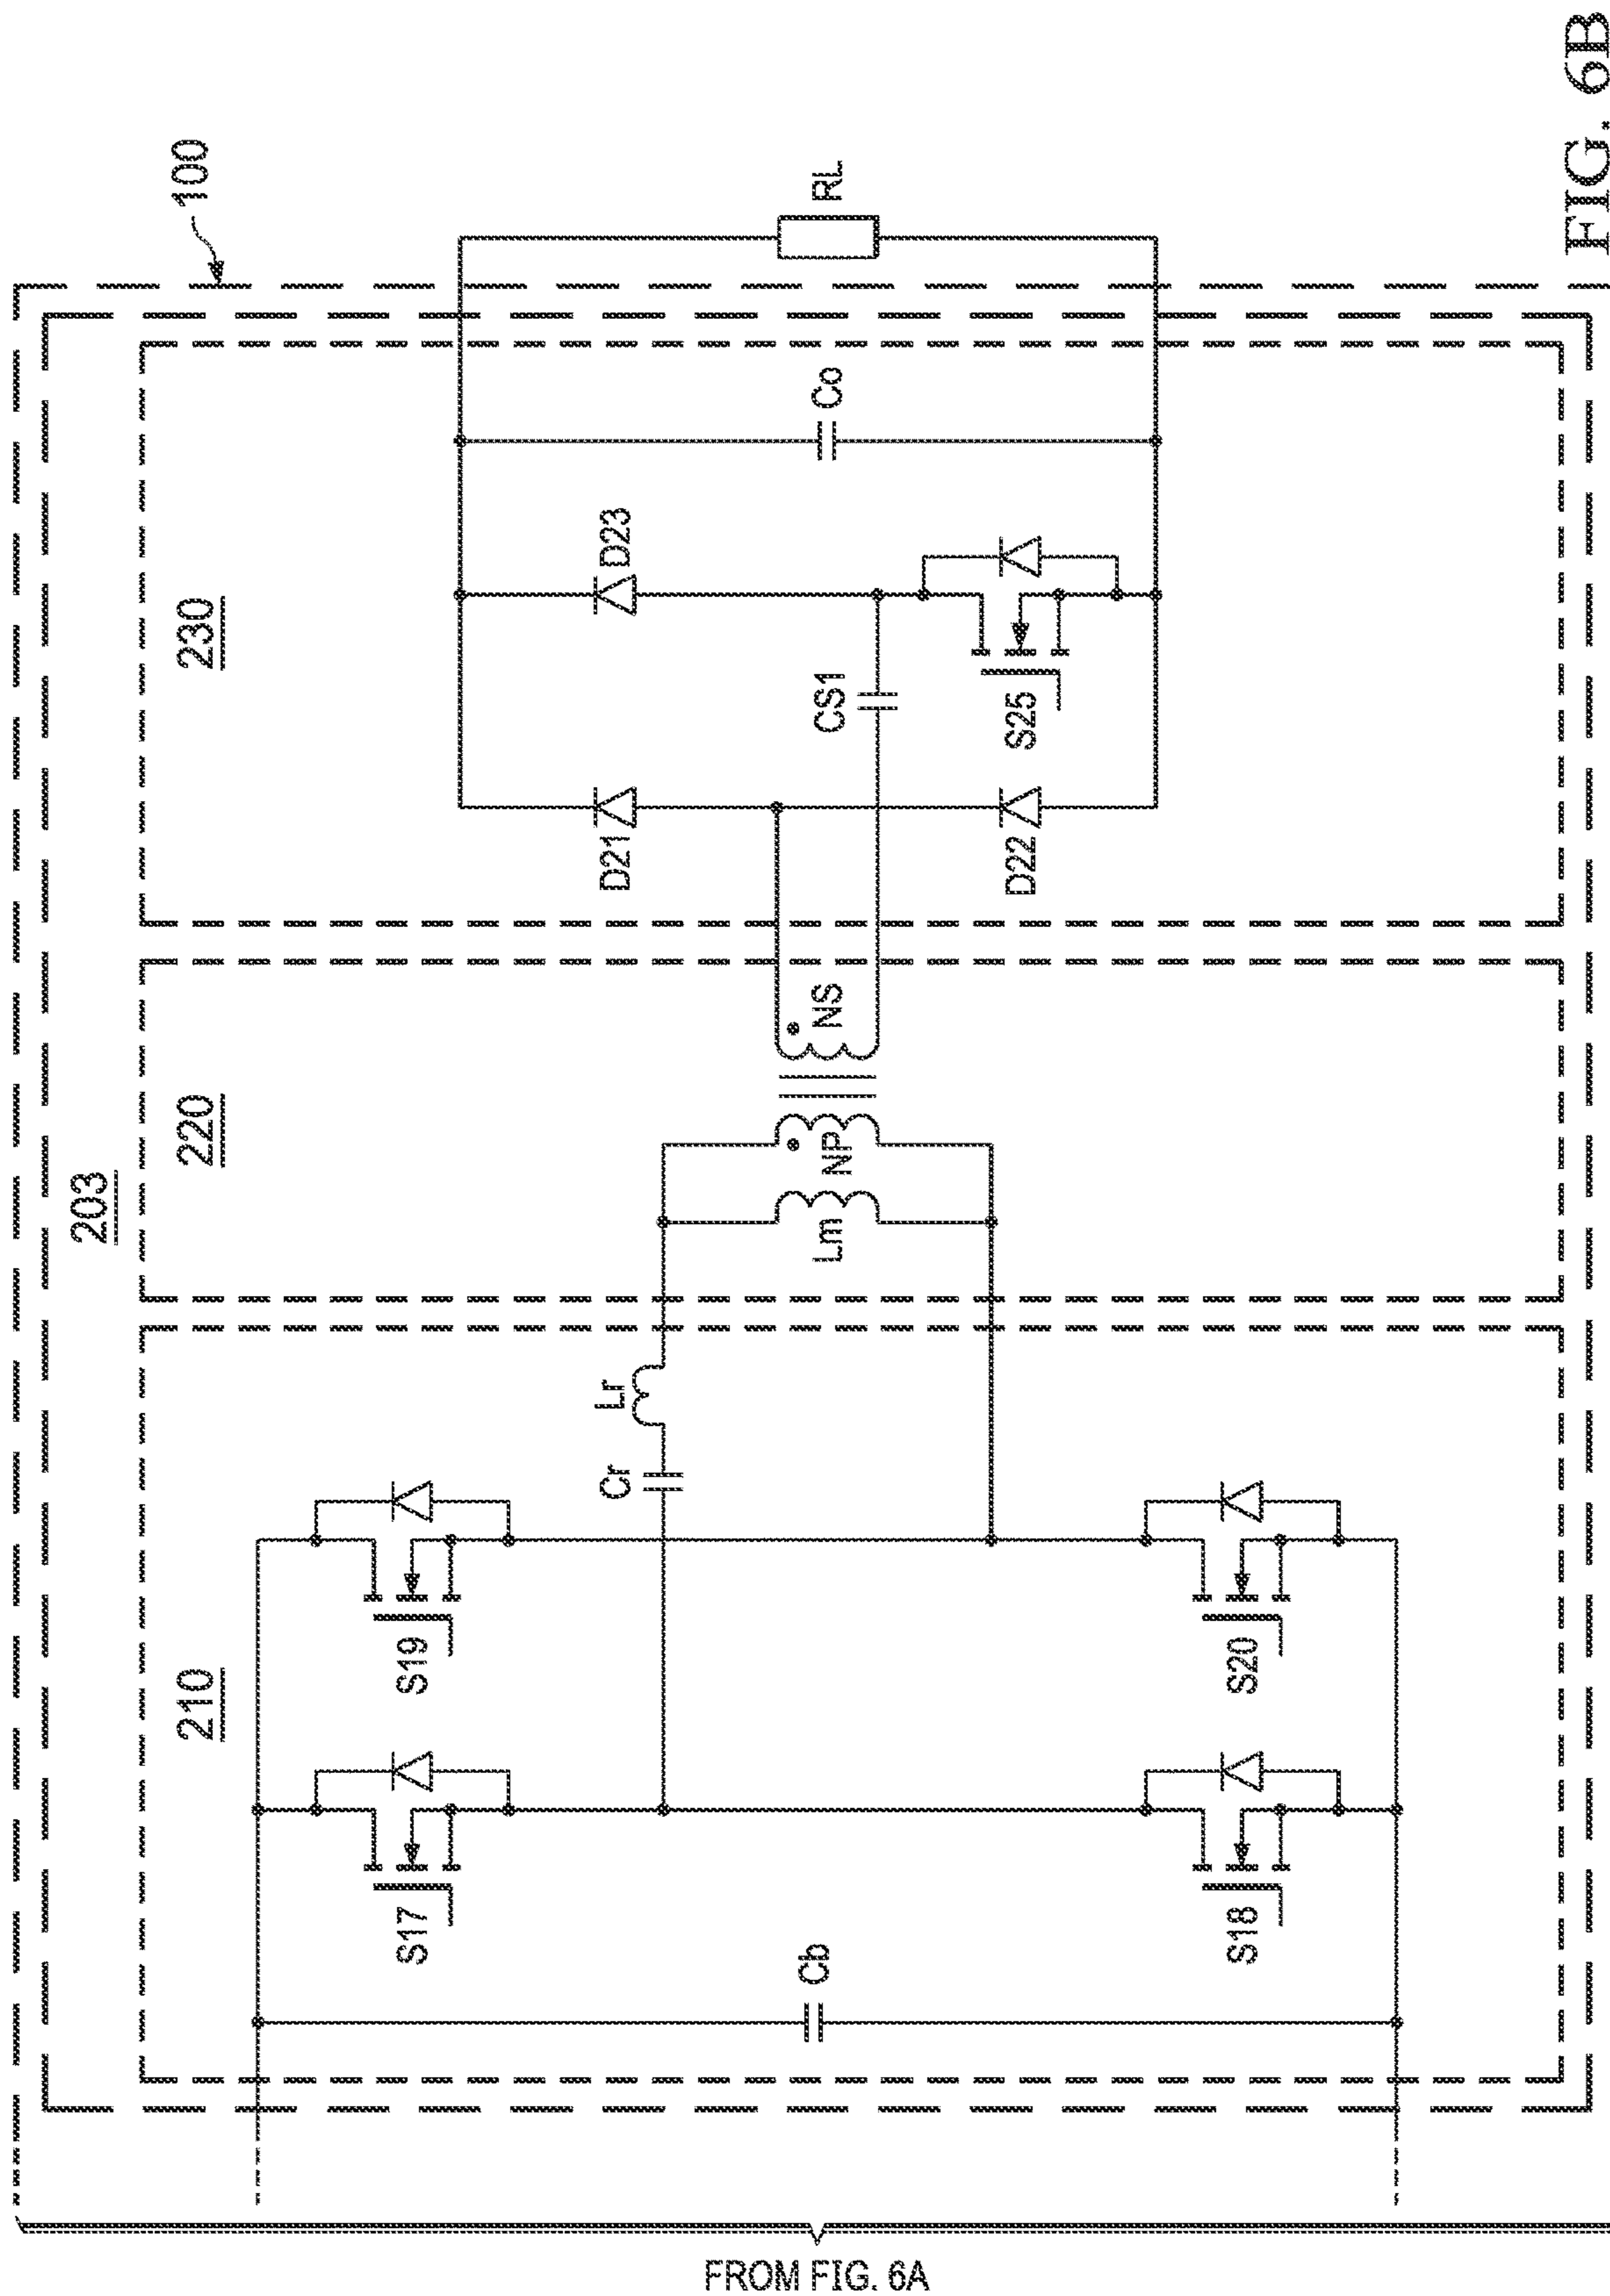 100
203
210
220
230
S17
S19
Cr
Lr
Lm
NP
NS
D21
D23
CS1
Co
RL
Cb
S18
S20
D22
S25
FROM FIG. 6A
FIG. 6B